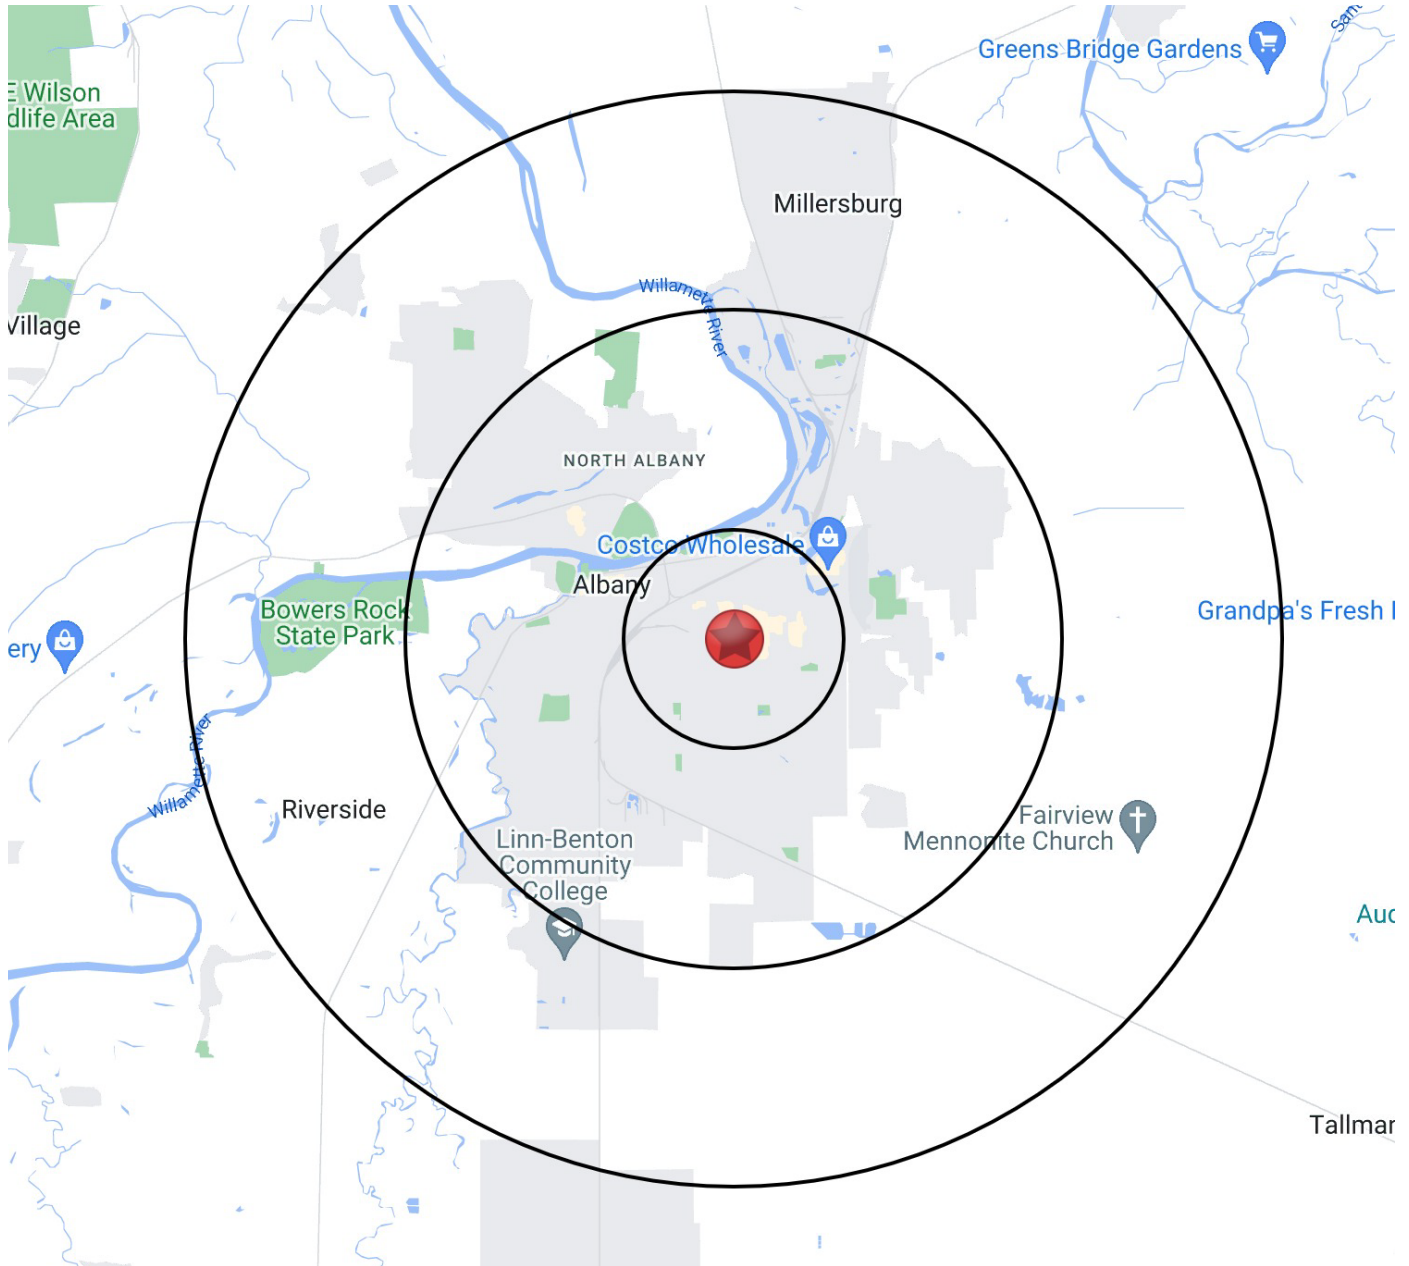 Sant
Greens Bridge Gardens
E Wilson
dlife Area
Millersburg
Willamette River
Village
NORTH ALBANY
Costco Wholesale
Albany
Bowers Rock
State Park
Grandpa's Fresh
ery
Willamette River
Riverside
Fairview
Mennonite Church
Linn-Benton
Community
College
Auc
Tallmar